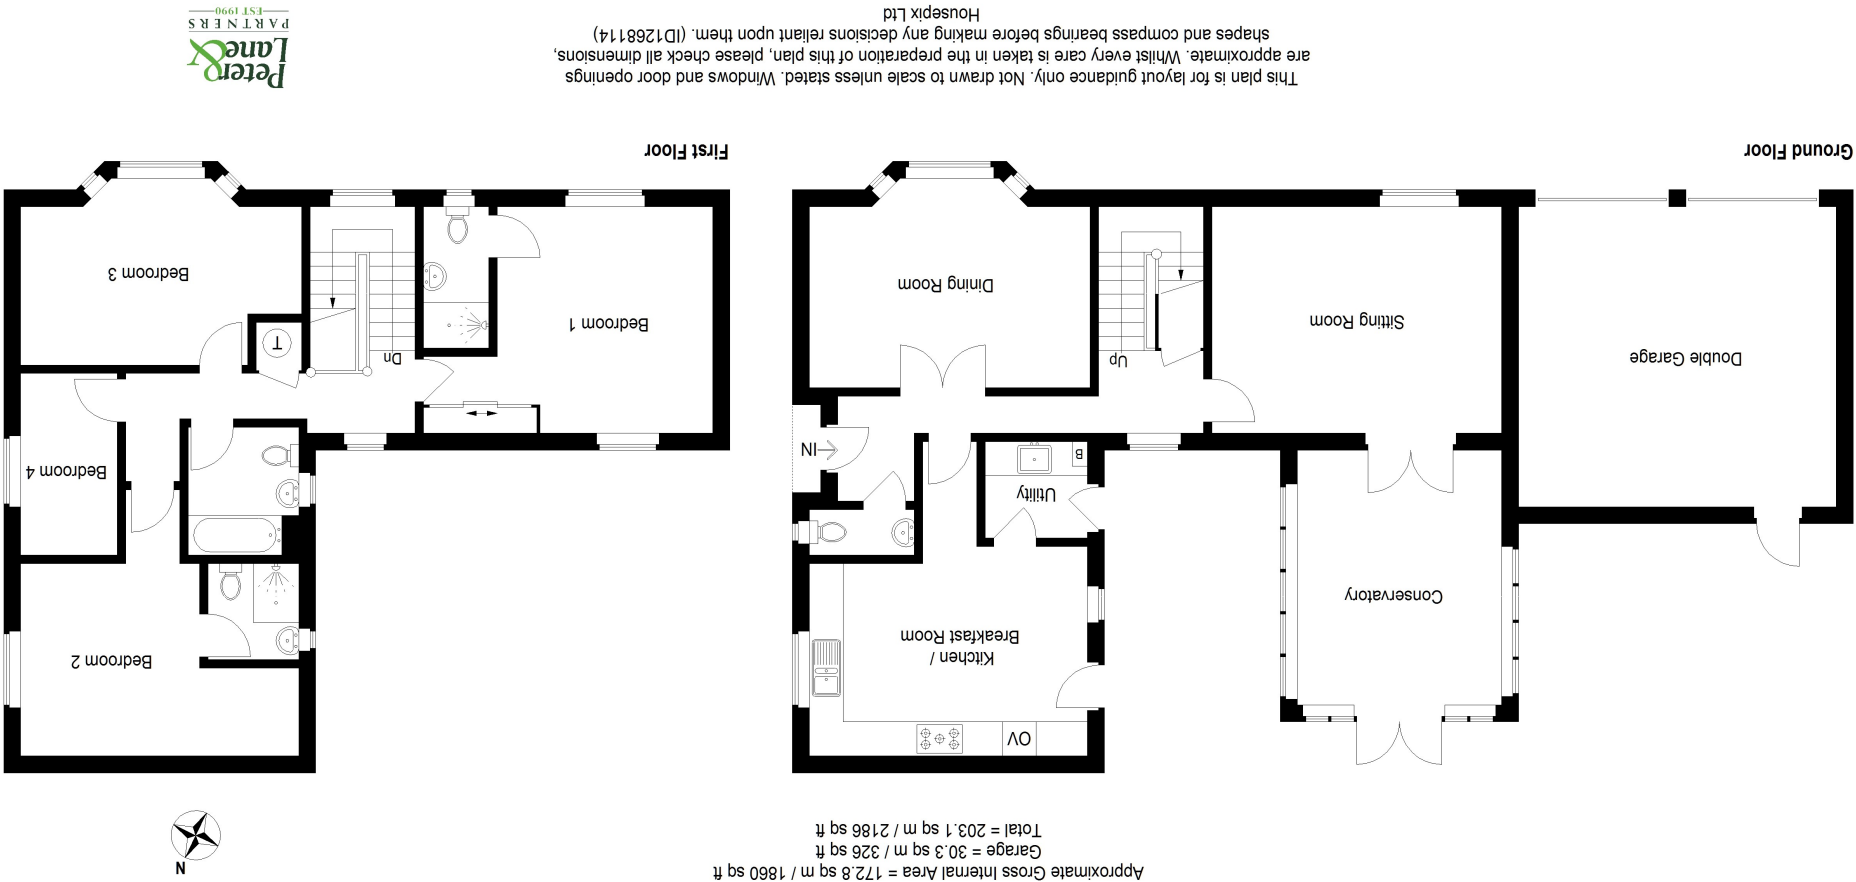 Approximate Gross Internal Area = 172.8 sq m / 1860 sq ft
Garage = 30.3 sq m / 326 sq ft
Total = 203.1 sq m / 2186 sq ft
N
OV
Kitchen /
Breakfast Room
Conservatory
Utility
B
IN
Double Garage
Sitting Room
Up
Dining Room
Ground Floor
Bedroom 2
Bedroom 4
Dn
T
Bedroom 1
Bedroom 3
First Floor
This plan is for layout guidance only. Not drawn to scale unless stated. Windows and door openings
are approximate. Whilst every care is taken in the preparation of this plan, please check all dimensions,
shapes and compass bearings before making any decisions reliant upon them. (ID1268114)
Housepix Ltd
Peter
Lane&
PARTNERS
EST 1990